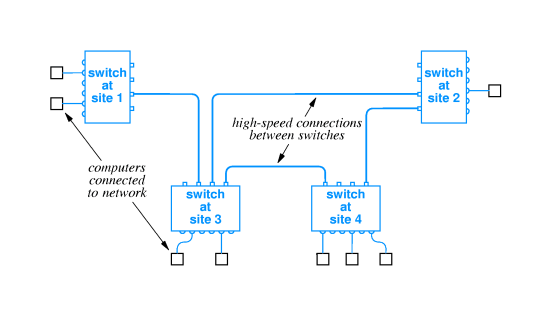 switch
at
site 1
switch
at
site 2
high-speed connections
between switches
computers
connected
to network
switch
at
site 3
switch
at
site 4